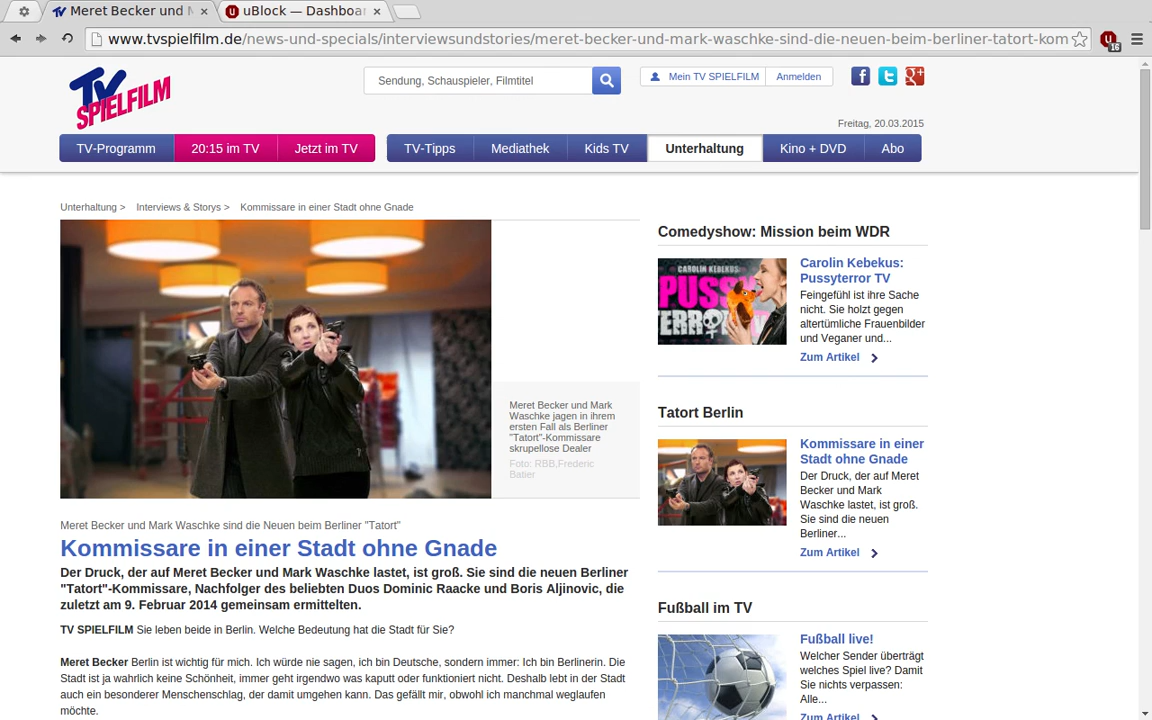 Meret Becker und M
uBlock — Dashboar
www.tvspielfilm.de/news-und-specials/interviewsundstories/meret-becker-und-mark-waschke-sind-die-neuen-beim-berliner-tatort-kom
16
TV
SPIELFILM
Sendung, Schauspieler, Filmtitel
Mein TV SPIELFILM Anmelden
Freitag, 20.03.2015
TV-Programm 20:15 im TV Jetzt im TV TV-Tipps Mediathek Kids TV Unterhaltung Kino + DVD Abo
Unterhaltung > Interviews & Storys > Kommissare in einer Stadt ohne Gnade
Meret Becker und Mark
Waschke jagen in ihrem
ersten Fall als Berliner
"Tatort"-Kommissare
skrupellose Dealer
Foto: RBB,Frederic
Batier
Meret Becker und Mark Waschke sind die Neuen beim Berliner "Tatort"
Kommissare in einer Stadt ohne Gnade
Der Druck, der auf Meret Becker und Mark Waschke lastet, ist groß. Sie sind die neuen Berliner
"Tatort"-Kommissare, Nachfolger des beliebten Duos Dominic Raacke und Boris Aljinovic, die
zuletzt am 9. Februar 2014 gemeinsam ermittelten.
TV SPIELFILM Sie leben beide in Berlin. Welche Bedeutung hat die Stadt für Sie?
Meret Becker Berlin ist wichtig für mich. Ich würde nie sagen, ich bin Deutsche, sondern immer: Ich bin Berlinerin. Die
Stadt ist ja wahrlich keine Schönheit, immer geht irgendwo was kaputt oder funktioniert nicht. Deshalb lebt in der Stadt
auch ein besonderer Menschenschlag, der damit umgehen kann. Das gefällt mir, obwohl ich manchmal weglaufen
möchte.
Comedyshow: Mission beim WDR
CAROLIN KEBEKUS:
PUSSY
TERROR
Carolin Kebekus:
Pussyterror TV
Feingefühl ist ihre Sache
nicht. Sie holzt gegen
altertümliche Frauenbilder
und Veganer und...
Zum Artikel
Tatort Berlin
Kommissare in einer
Stadt ohne Gnade
Der Druck, der auf Meret
Becker und Mark
Waschke lastet, ist groß.
Sie sind die neuen
Berliner...
Zum Artikel
Fußball im TV
Fußball live!
Welcher Sender überträgt
welches Spiel live? Damit
Sie nichts verpassen:
Alle...
Zum Artikel